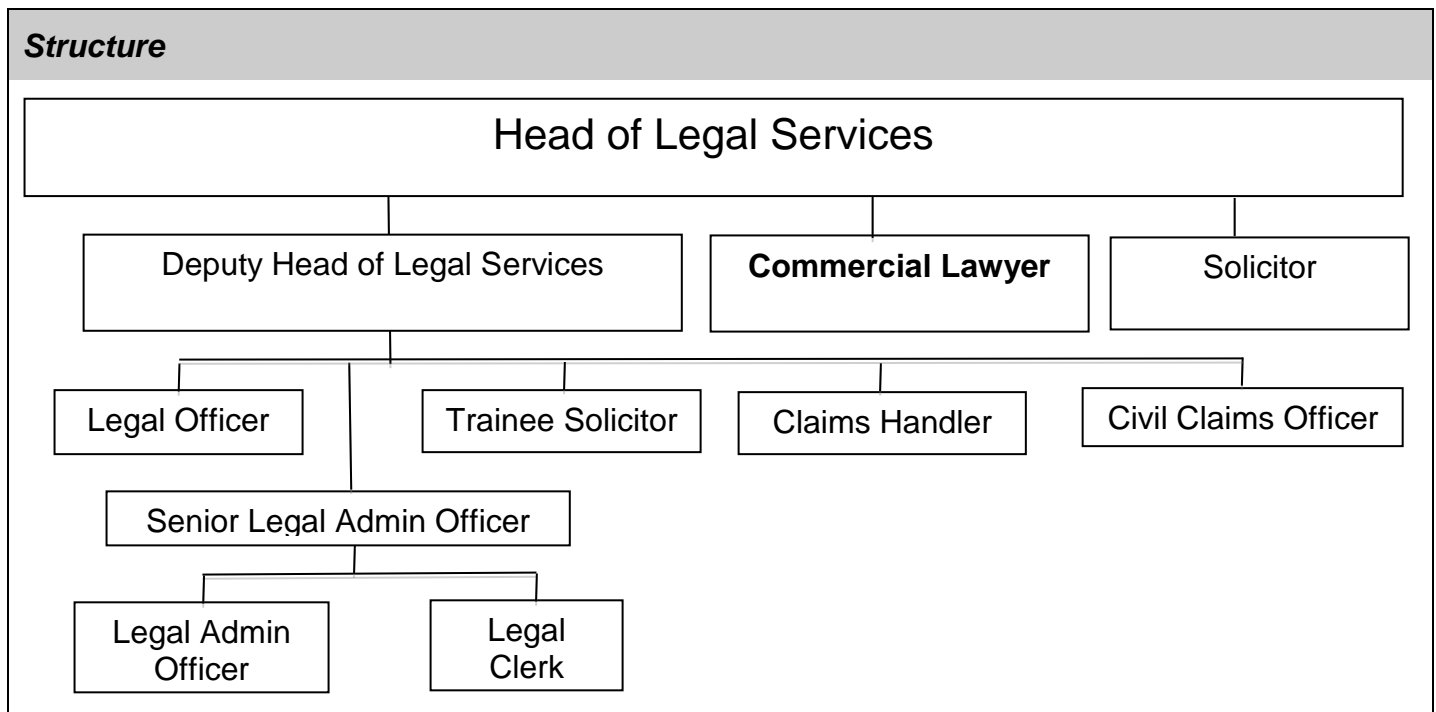 Structure
Head of Legal Services
Deputy Head of Legal Services
Commercial Lawyer
Solicitor
Legal Officer
Trainee Solicitor
Claims Handler
Civil Claims Officer
Senior Legal Admin Officer
Legal Admin
Officer
Legal
Clerk